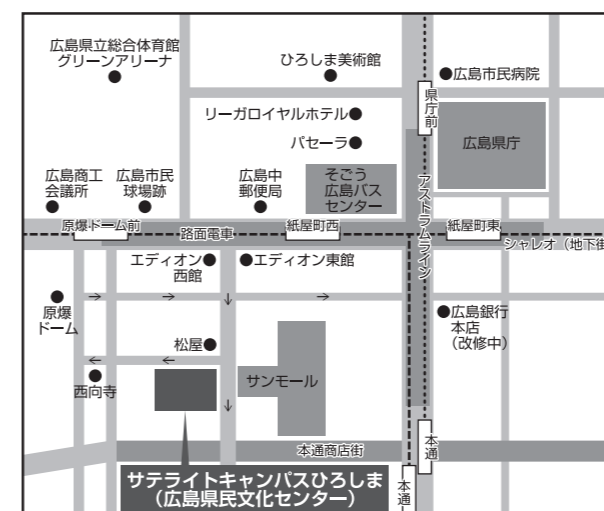 広島県立総合体育館
グリーンアリーナ
ひろしま美術館
広島市民病院
県庁前
リーガロイヤルホテル
パセーラ
広島県庁
広島商工
会議所
広島市民
球場跡
広島中
郵便局
そごう
広島バス
センター
アストラムライン
原爆ドーム前
路面電車
紙屋町西
紙屋町東
シャレオ（地下街
エディオン
西館
エディオン東館
原爆
ドーム
広島銀行
本店
（改修中）
松屋
サンモール
西向寺
本通商店街
本通
本通
サテライトキャンパスひろしま
（広島県民文化センター）